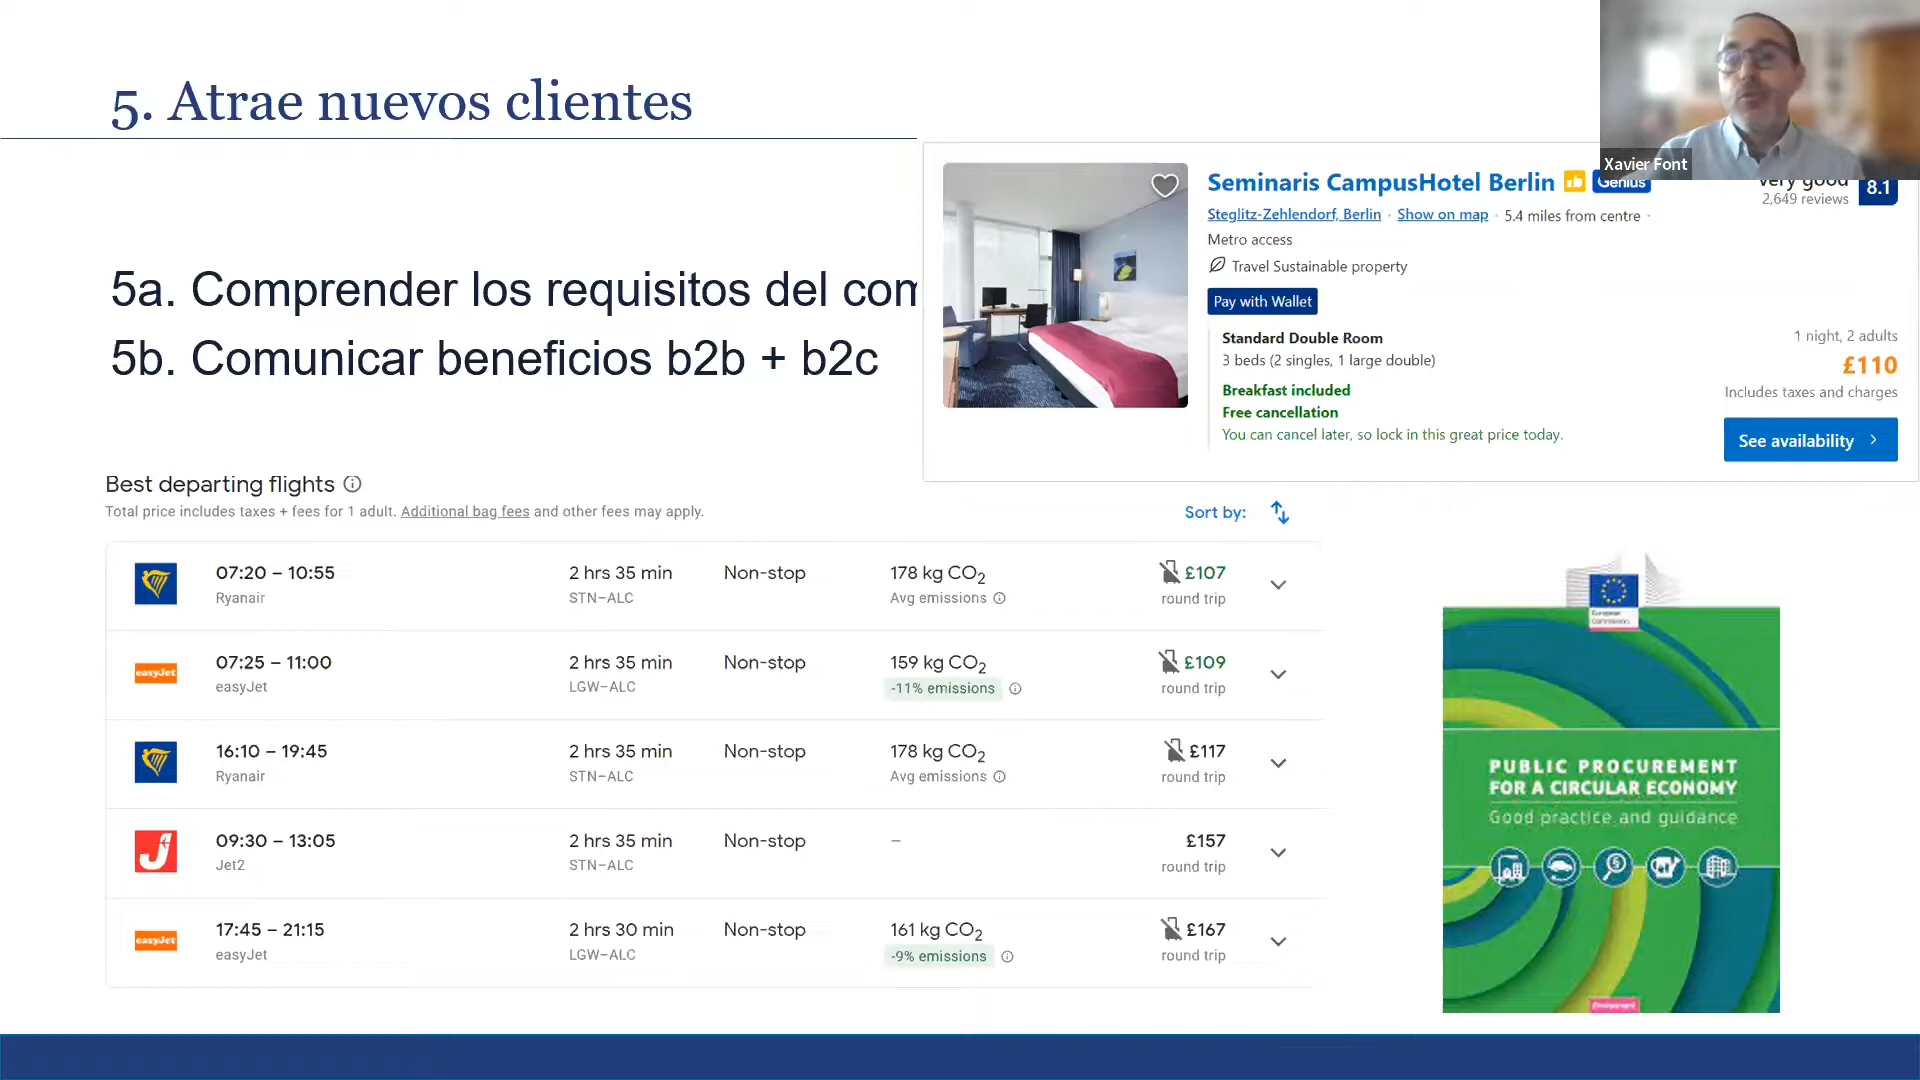 5. Atrae nuevos clientes
5a. Comprender los requisitos del com
5b. Comunicar beneficios b2b + b2c
Xavier Font
Seminaris CampusHotel Berlin Genius
very good 8.1
2,649 reviews
Steglitz-Zehlendorf, Berlin · Show on map · 5.4 miles from centre ·
Metro access
Travel Sustainable property
Pay with Wallet
Standard Double Room
3 beds (2 singles, 1 large double)
Breakfast included
Free cancellation
You can cancel later, so lock in this great price today.
1 night, 2 adults
£110
Includes taxes and charges
See availability
Best departing flights
Total price includes taxes + fees for 1 adult. Additional bag fees and other fees may apply.
Sort by:
07:20 – 10:55 2 hrs 35 min Non-stop 178 kg CO2 £107
Ryanair STN–ALC Avg emissions round trip
easyJet
07:25 – 11:00 2 hrs 35 min Non-stop 159 kg CO2 £109
easyJet LGW–ALC -11% emissions round trip
16:10 – 19:45 2 hrs 35 min Non-stop 178 kg CO2 £117
Ryanair STN–ALC Avg emissions round trip
09:30 – 13:05 2 hrs 35 min Non-stop – £157
Jet2 STN–ALC round trip
easyJet
17:45 – 21:15 2 hrs 30 min Non-stop 161 kg CO2 £167
easyJet LGW–ALC -9% emissions round trip
European
Commission
PUBLIC PROCUREMENT
FOR A CIRCULAR ECONOMY
Good practice and guidance